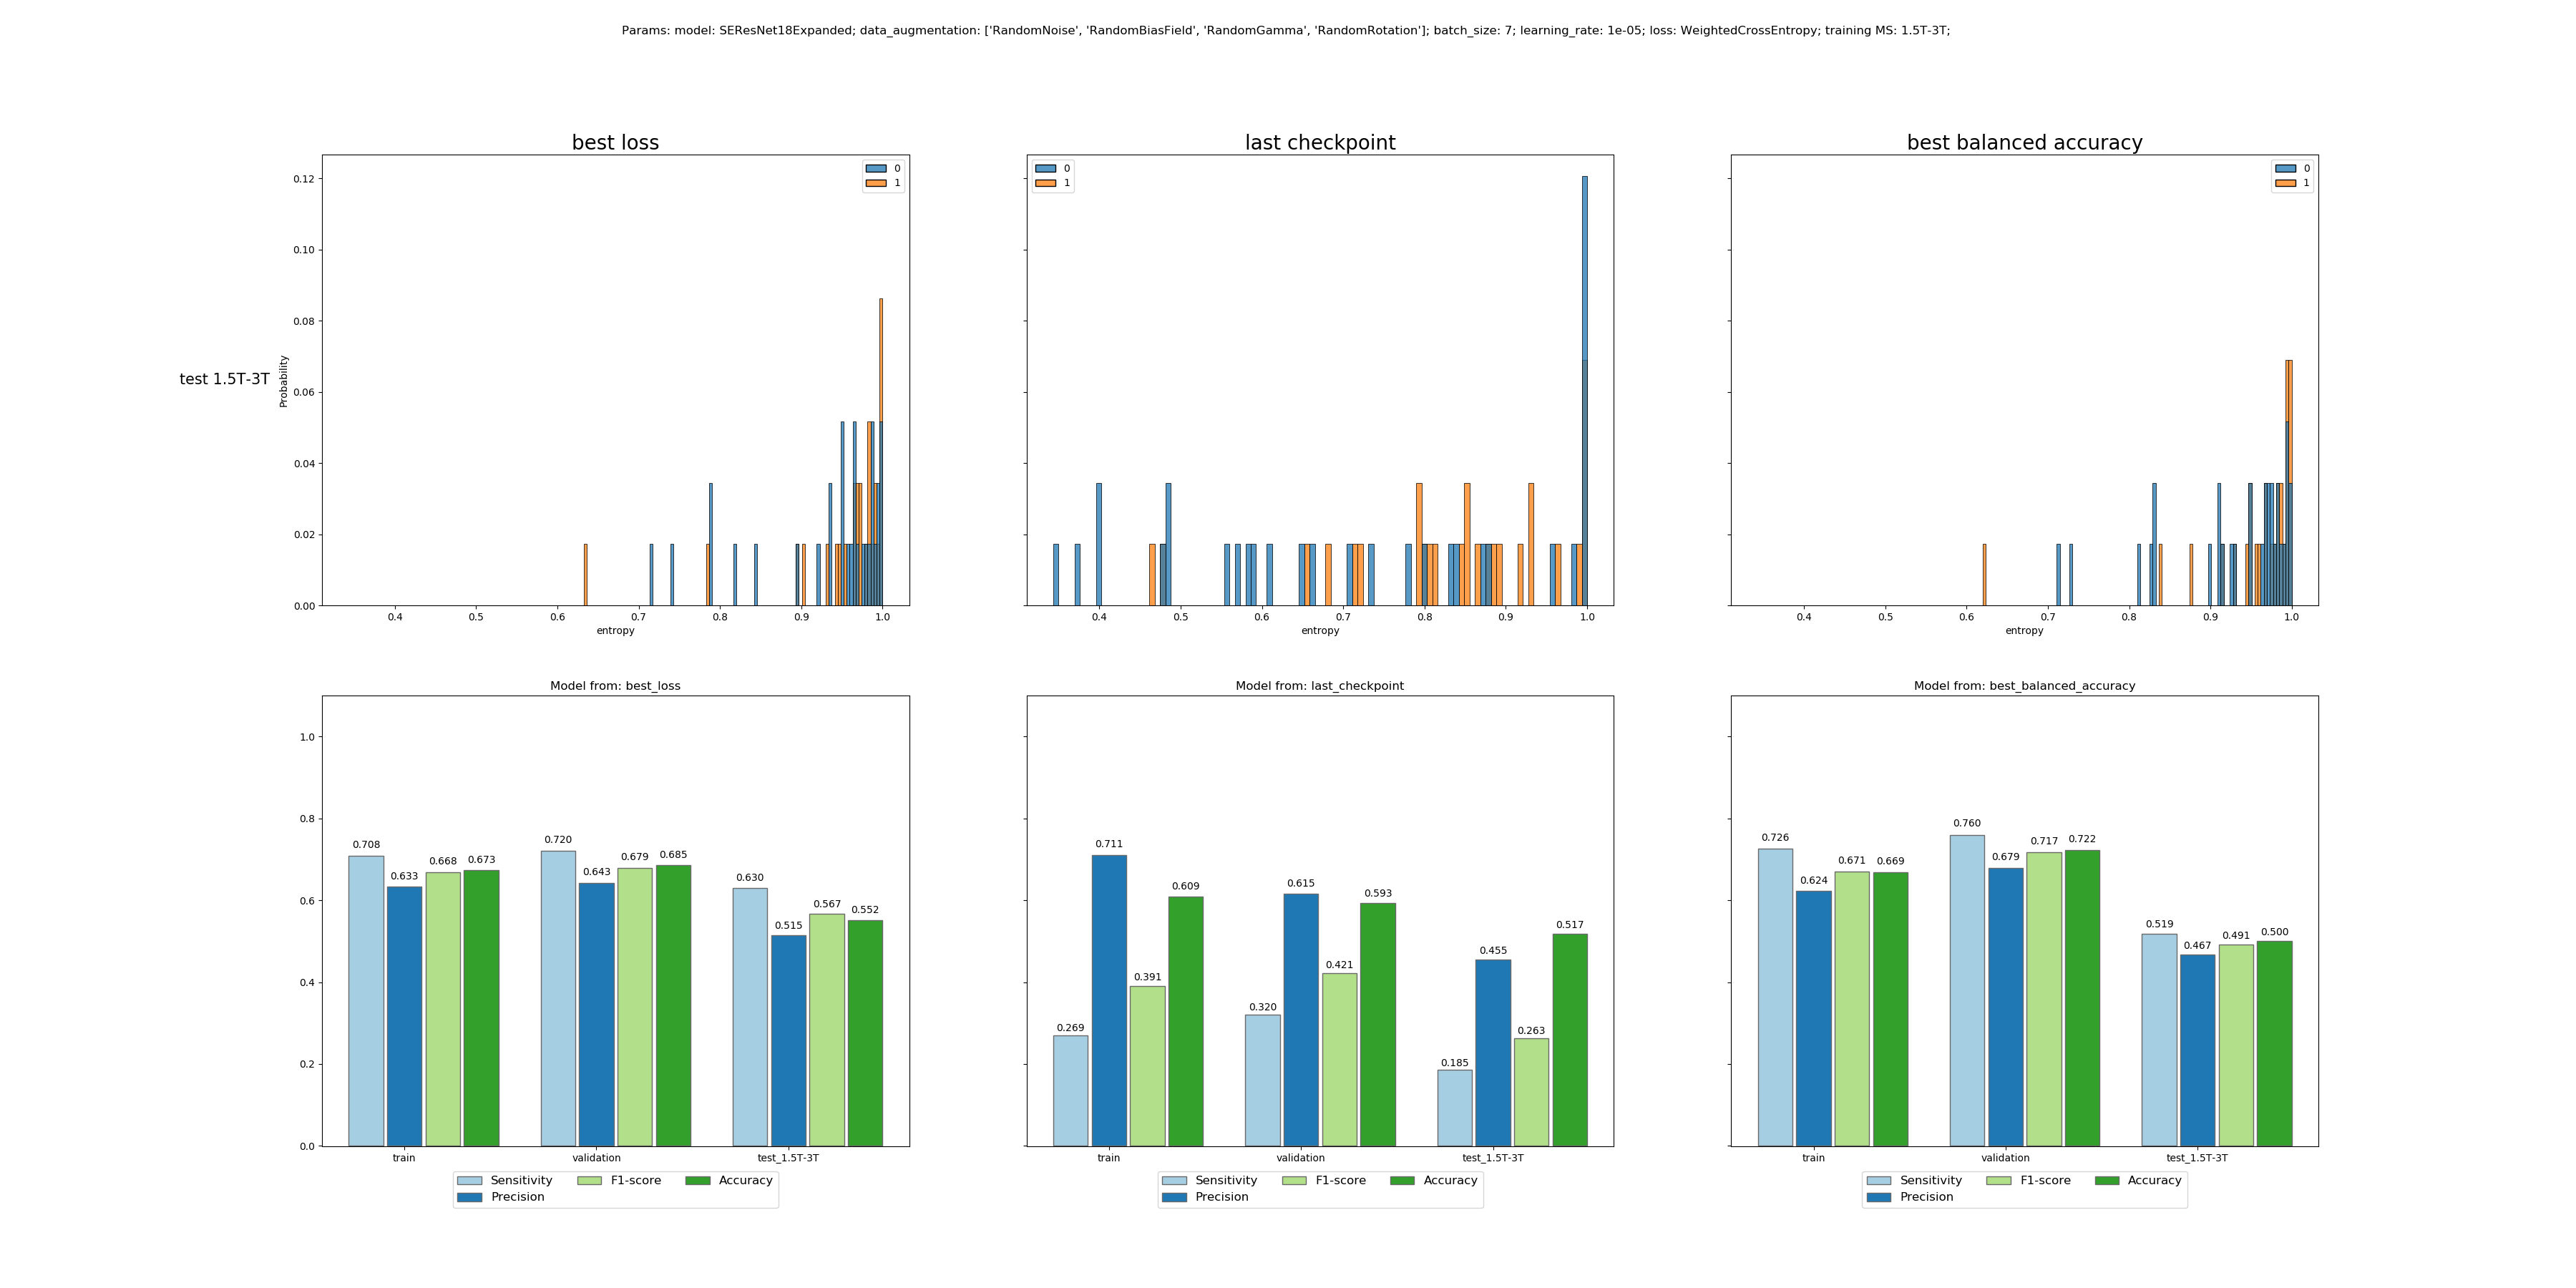 Params: model: SEResNet18Expanded; data_augmentation: ['RandomNoise', 'RandomBiasField', 'RandomGamma', 'RandomRotation']; batch_size: 7; learning_rate: 1e-05; loss: WeightedCrossEntropy; training MS: 1.5T-3T;
best loss
0
1
0.12
0.10
0.08
0.06
0.04
0.02
0.00
test 1.5T-3T
Probability
0.4 0.5 0.6 0.7 0.8 0.9 1.0
entropy
last checkpoint
0
1
0.4 0.5 0.6 0.7 0.8 0.9 1.0
entropy
best balanced accuracy
0
1
0.4 0.5 0.6 0.7 0.8 0.9 1.0
entropy
Model from: best_loss
1.0
0.8
0.6
0.4
0.2
0.0
0.708 0.633 0.668 0.673
0.720 0.643 0.679 0.685
0.630 0.515 0.567 0.552
train validation test_1.5T-3T
Sensitivity F1-score Accuracy
Precision
Model from: last_checkpoint
0.269 0.711 0.391 0.609
0.320 0.615 0.421 0.593
0.185 0.455 0.263 0.517
train validation test_1.5T-3T
Sensitivity F1-score Accuracy
Precision
Model from: best_balanced_accuracy
0.726 0.624 0.671 0.669
0.760 0.679 0.717 0.722
0.519 0.467 0.491 0.500
train validation test_1.5T-3T
Sensitivity F1-score Accuracy
Precision